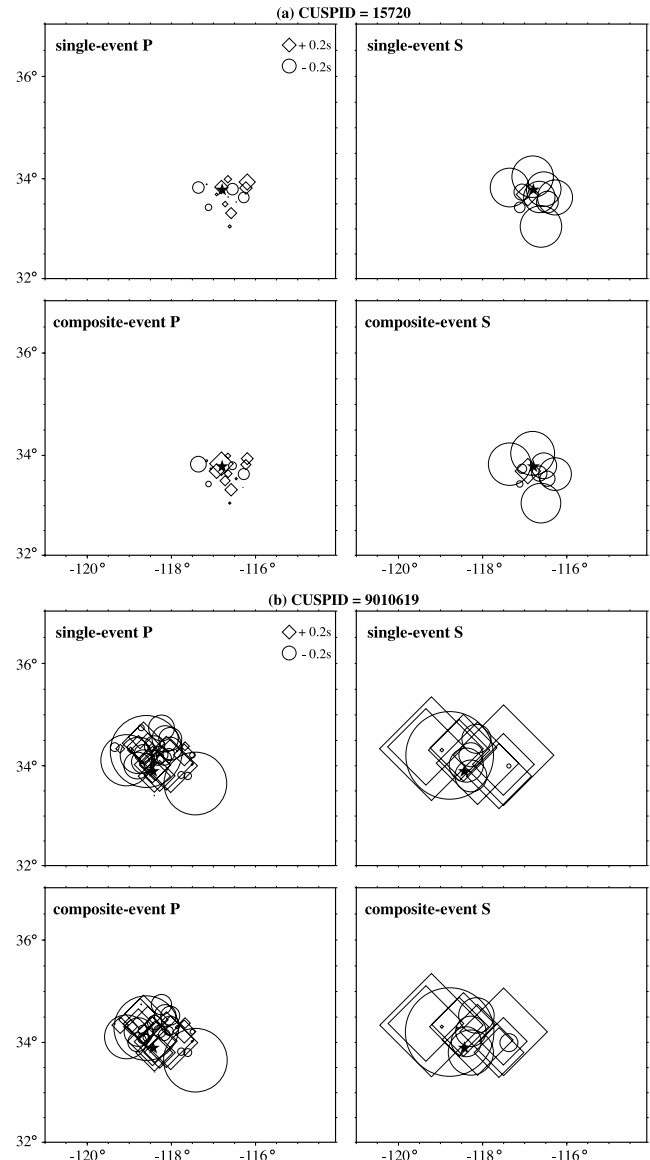 (a) CUSPID = 15720
single-event P
+ 0.2s
- 0.2s
single-event S
36°
34°
32°
composite-event P
composite-event S
36°
34°
32°
-120° -118° -116° -120° -118° -116°
(b) CUSPID = 9010619
single-event P
+ 0.2s
- 0.2s
single-event S
36°
34°
32°
composite-event P
composite-event S
36°
34°
32°
-120° -118° -116° -120° -118° -116°